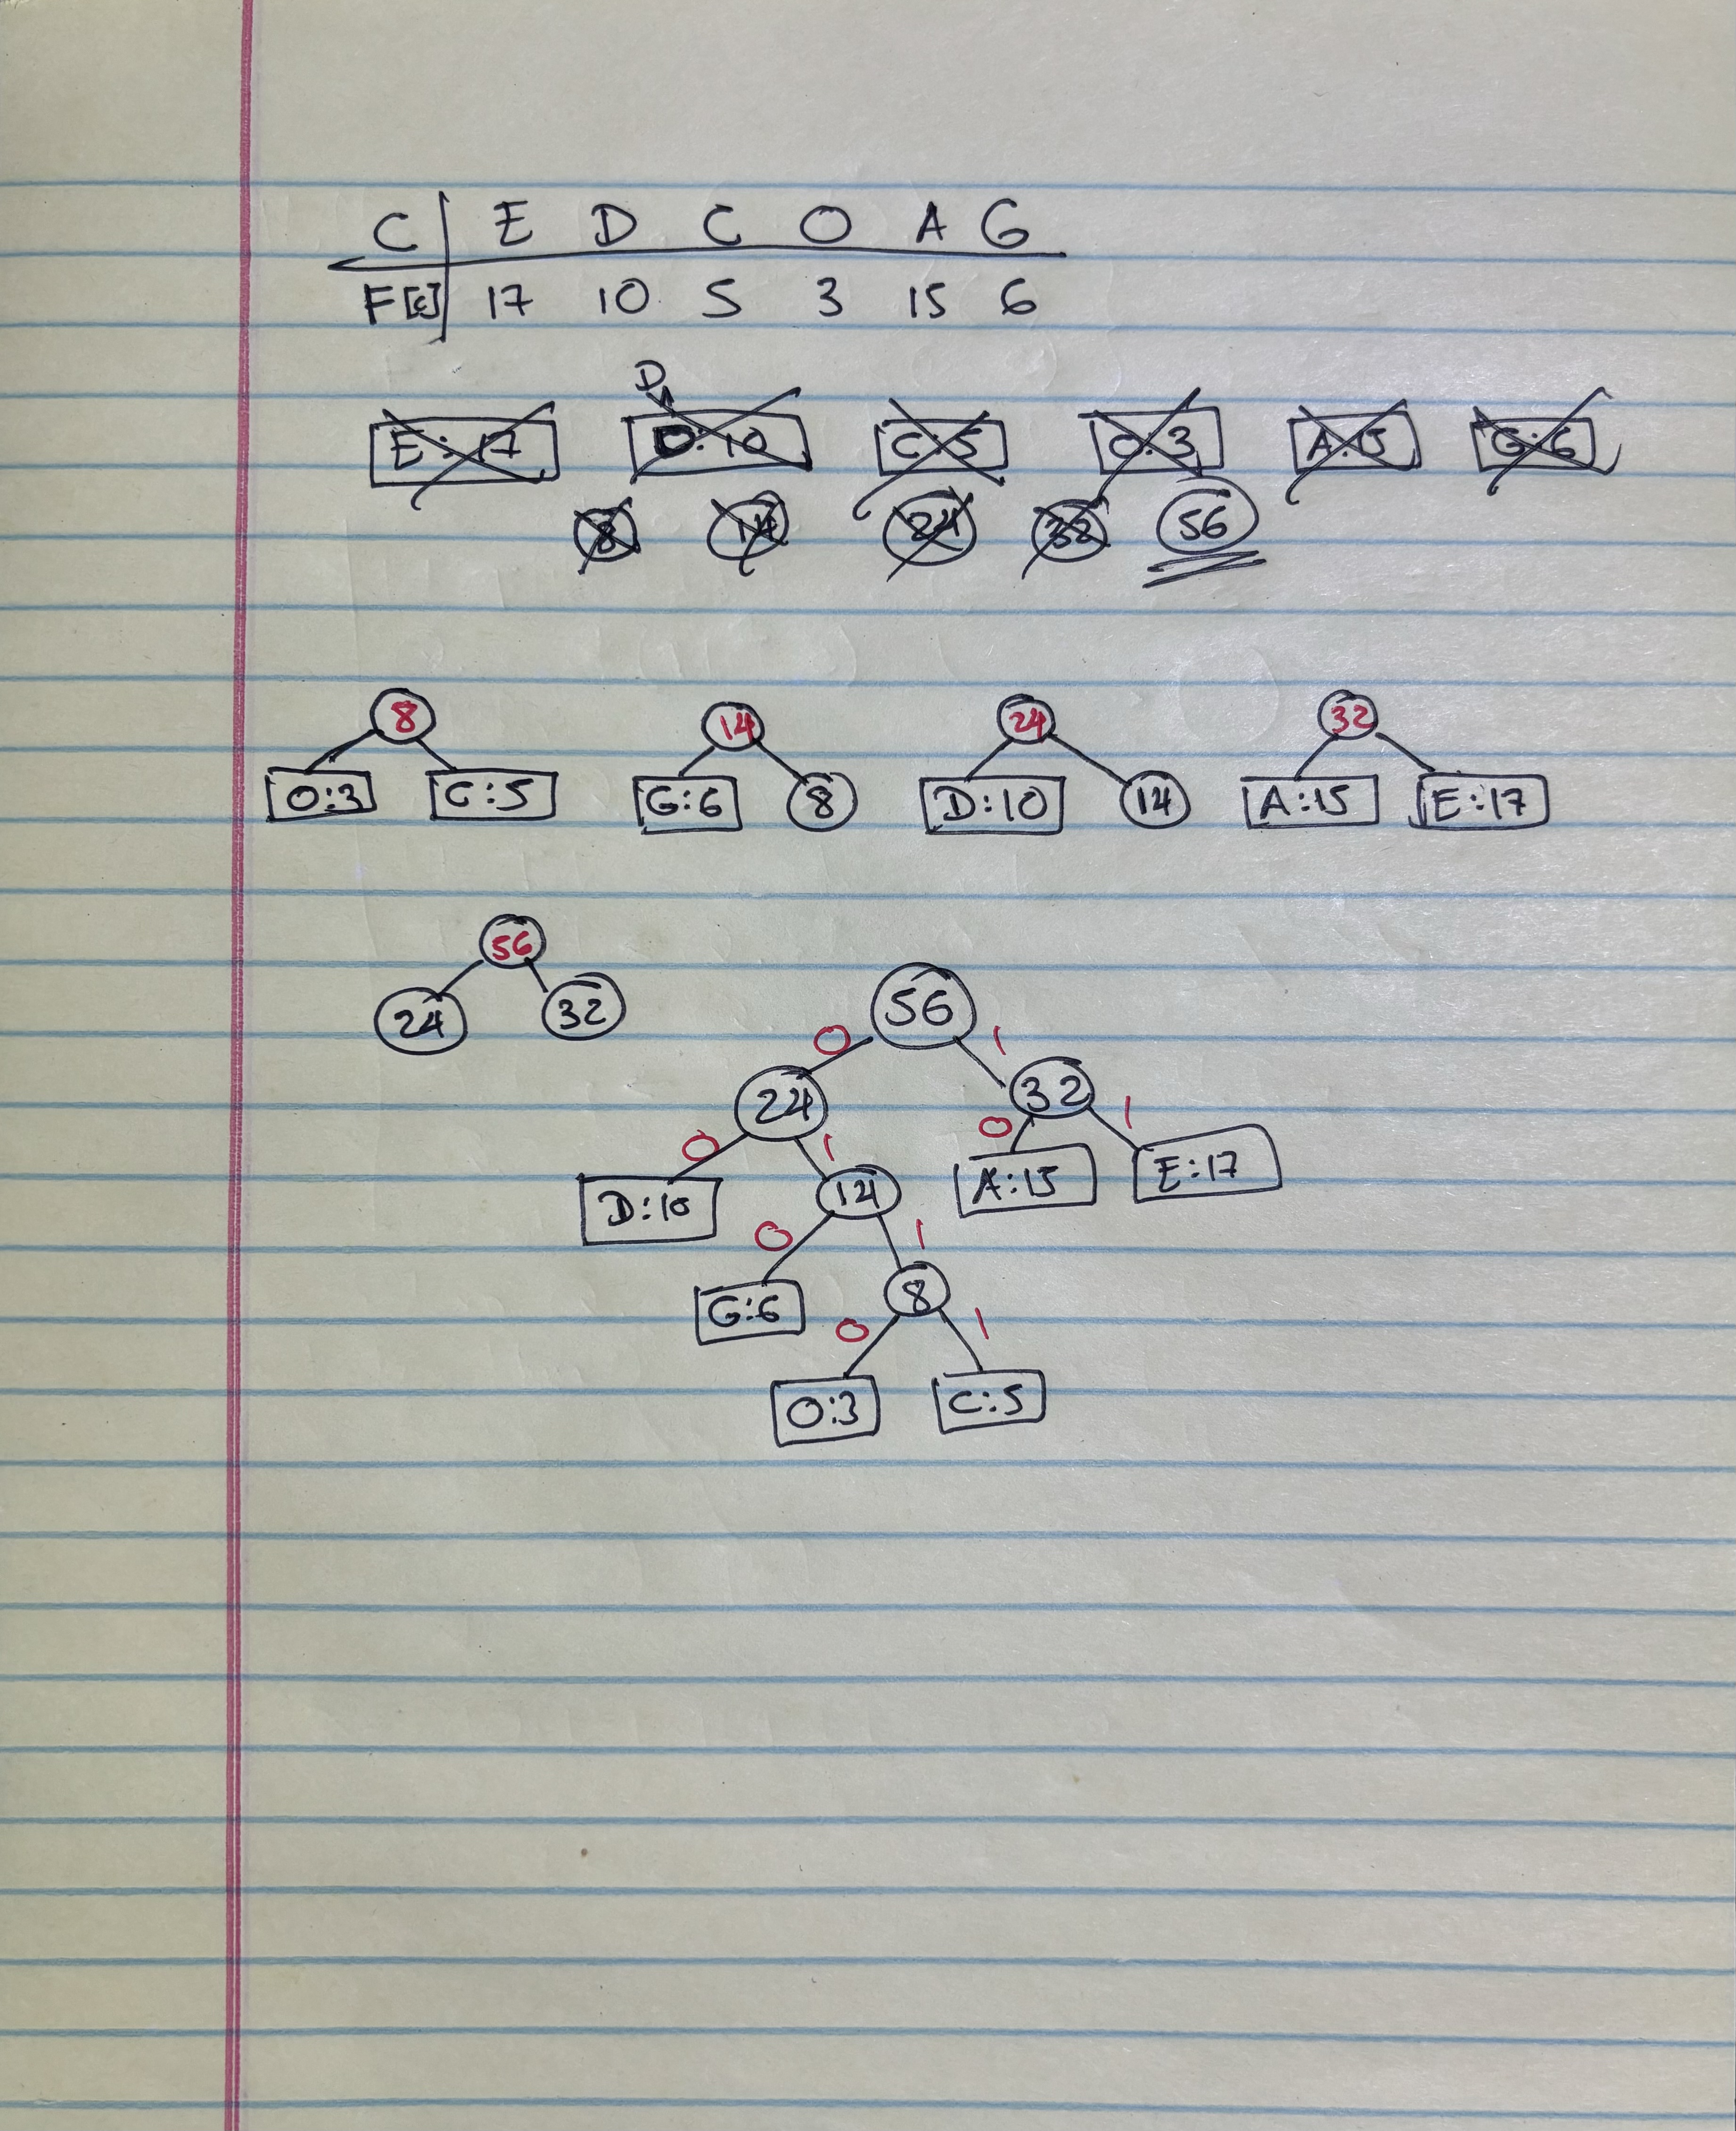 C E D C O A G
F[c] 17 10 5 3 15 6
D
E:17 D:10 C:5 O:3 A:15 G:6
8 14 24 32 56
8 14 24 32
O:3 C:5 G:6 8 D:10 14 A:15 E:17
56
24 32
56
0 1
24 32
0 1 0 1
D:10 14 A:15 E:17
0 1
G:6 8
0 1
O:3 C:5